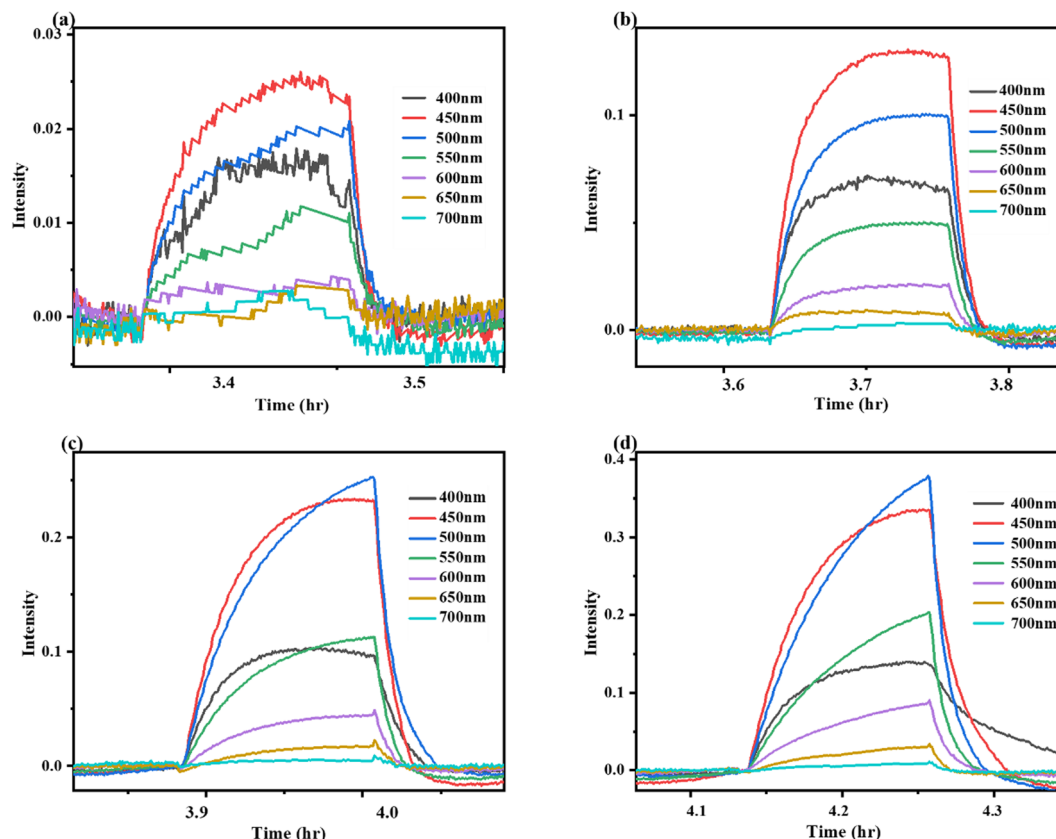 (a)
0.03
0.02
0.01
0.00
Intensity
400nm
450nm
500nm
550nm
600nm
650nm
700nm
3.4
3.5
Time (hr)
(b)
0.1
0.0
Intensity
400nm
450nm
500nm
550nm
600nm
650nm
700nm
3.6
3.7
3.8
Time (hr)
(c)
0.2
0.1
0.0
Intensity
400nm
450nm
500nm
550nm
600nm
650nm
700nm
3.9
4.0
Time (hr)
(d)
0.4
0.3
0.2
0.1
0.0
Intensity
400nm
450nm
500nm
550nm
600nm
650nm
700nm
4.1
4.2
4.3
Time (hr)